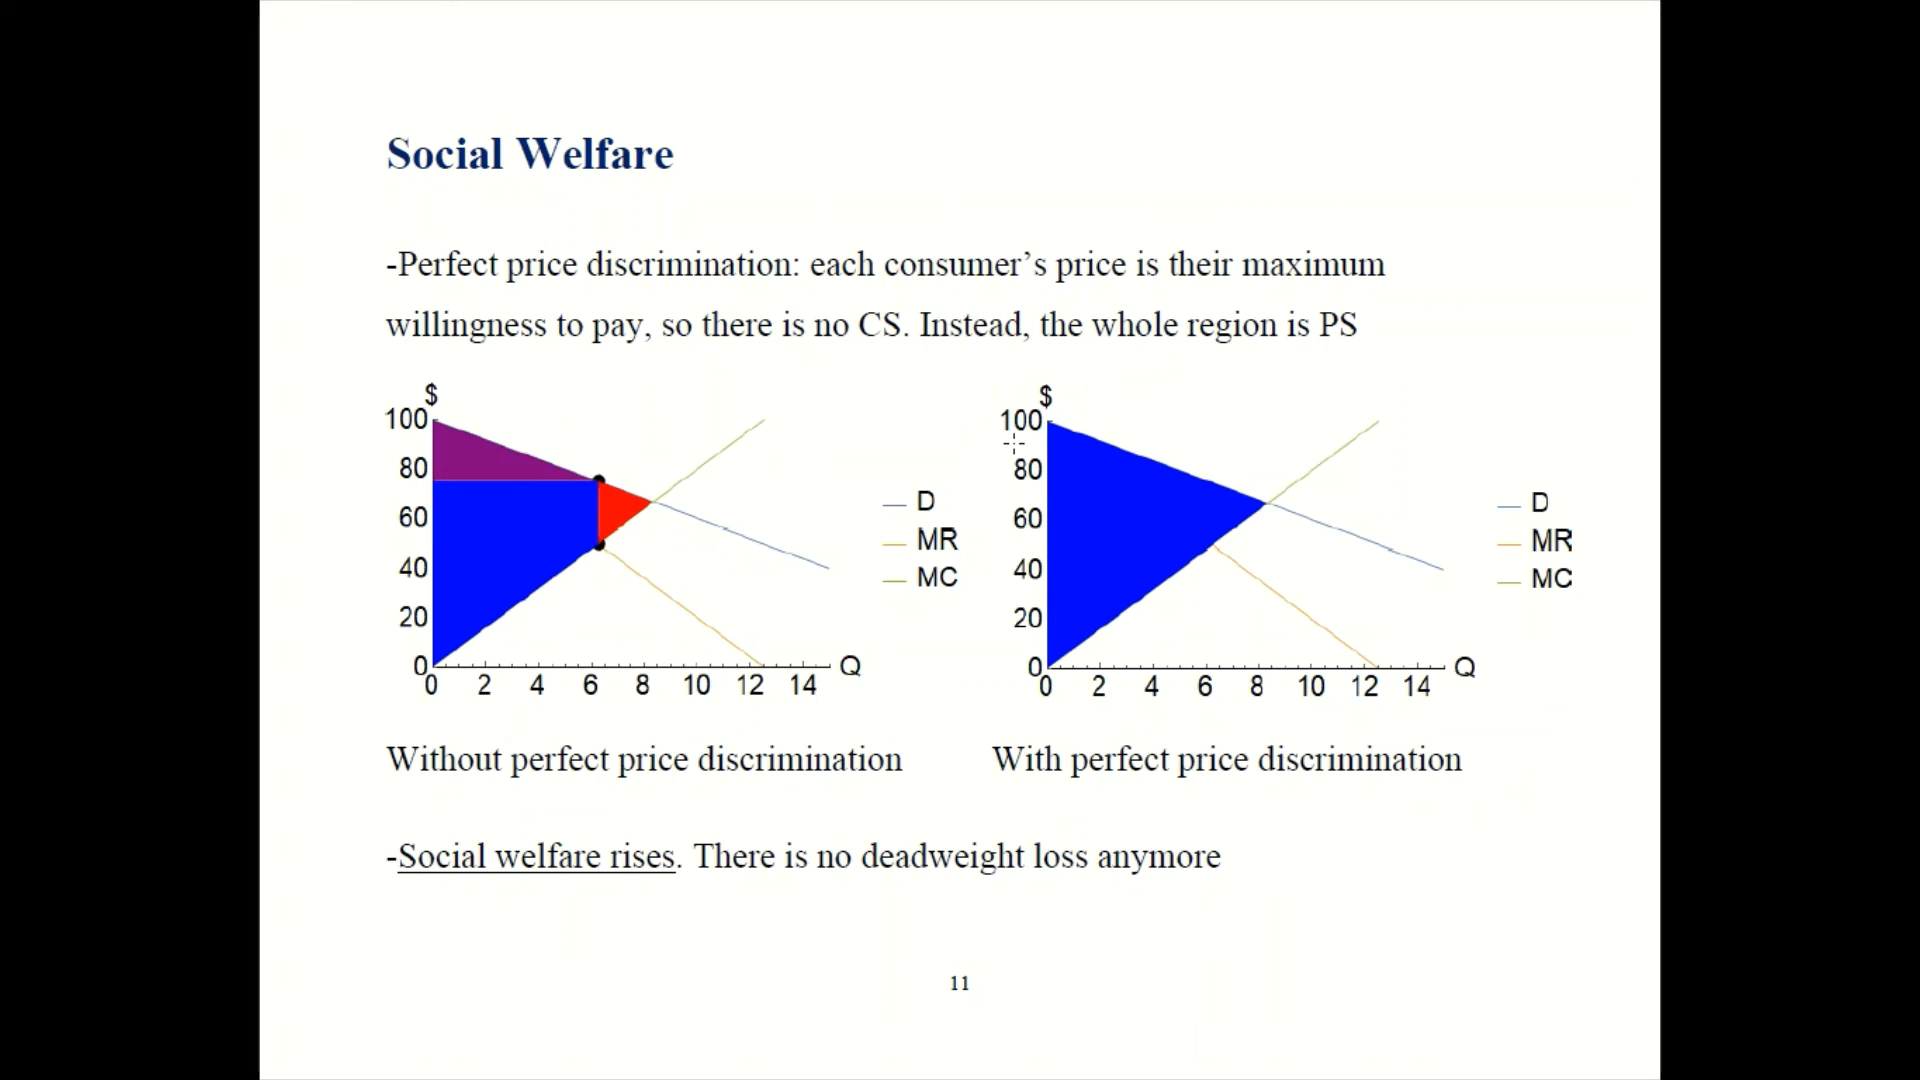 Social Welfare
-Perfect price discrimination: each consumer's price is their maximum
willingness to pay, so there is no CS. Instead, the whole region is PS
$
100
80
60
40
20
0
0 2 4 6 8 10 12 14
Q
D
MR
MC
$
100
80
60
40
20
0
0 2 4 6 8 10 12 14
Q
D
MR
MC
Without perfect price discrimination
With perfect price discrimination
-Social welfare rises. There is no deadweight loss anymore
11